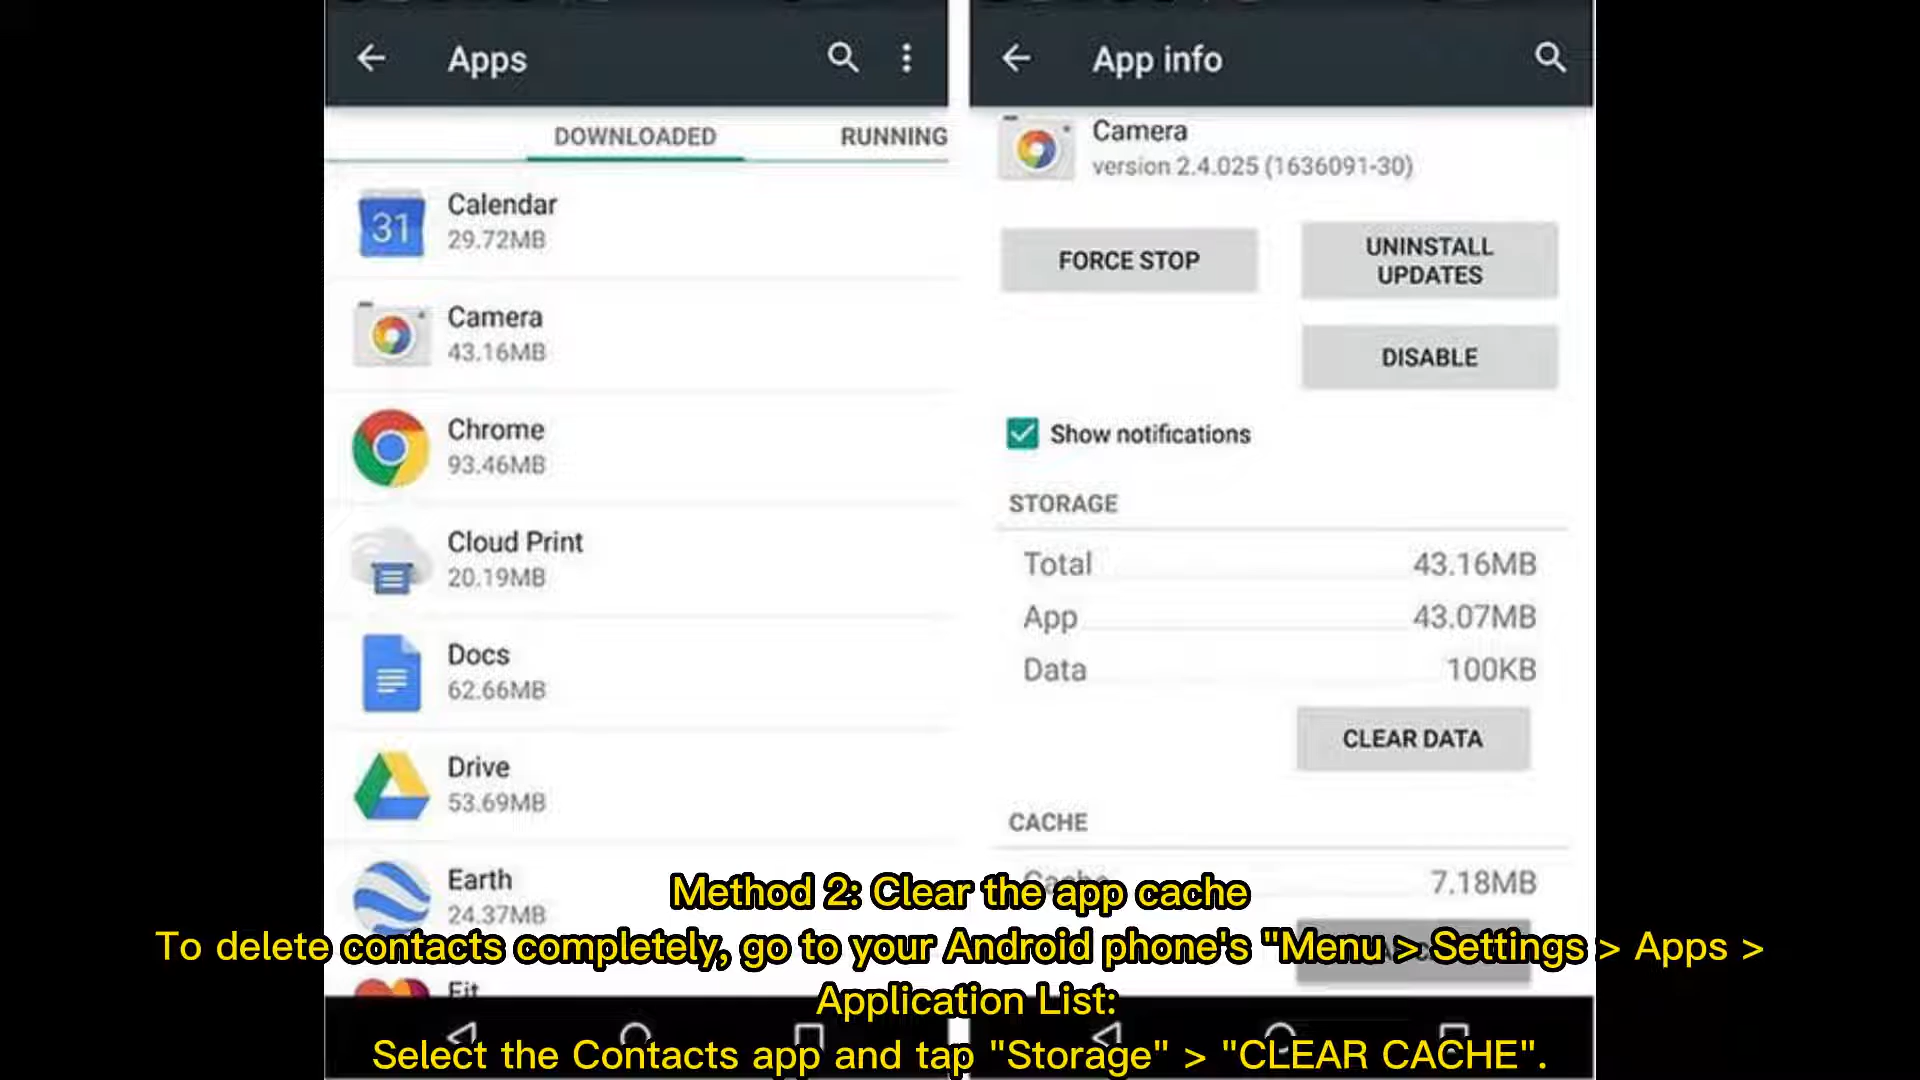 Apps
DOWNLOADED RUNNING
31
Calendar
29.72MB
Camera
43.16MB
Chrome
93.46MB
Cloud Print
20.19MB
Docs
62.66MB
Drive
53.69MB
Earth
24.37MB
Fit
App info
Camera
version 2.4.025 (1636091-30)
FORCE STOP
UNINSTALL
UPDATES
DISABLE
Show notifications
STORAGE
Total 43.16MB
App 43.07MB
Data 100KB
CLEAR DATA
CACHE
Cache 7.18MB
Method 2: Clear the app cache
To delete contacts completely, go to your Android phone's "Menu > Settings > Apps >
Application List:
Select the Contacts app and tap "Storage" > "CLEAR CACHE".